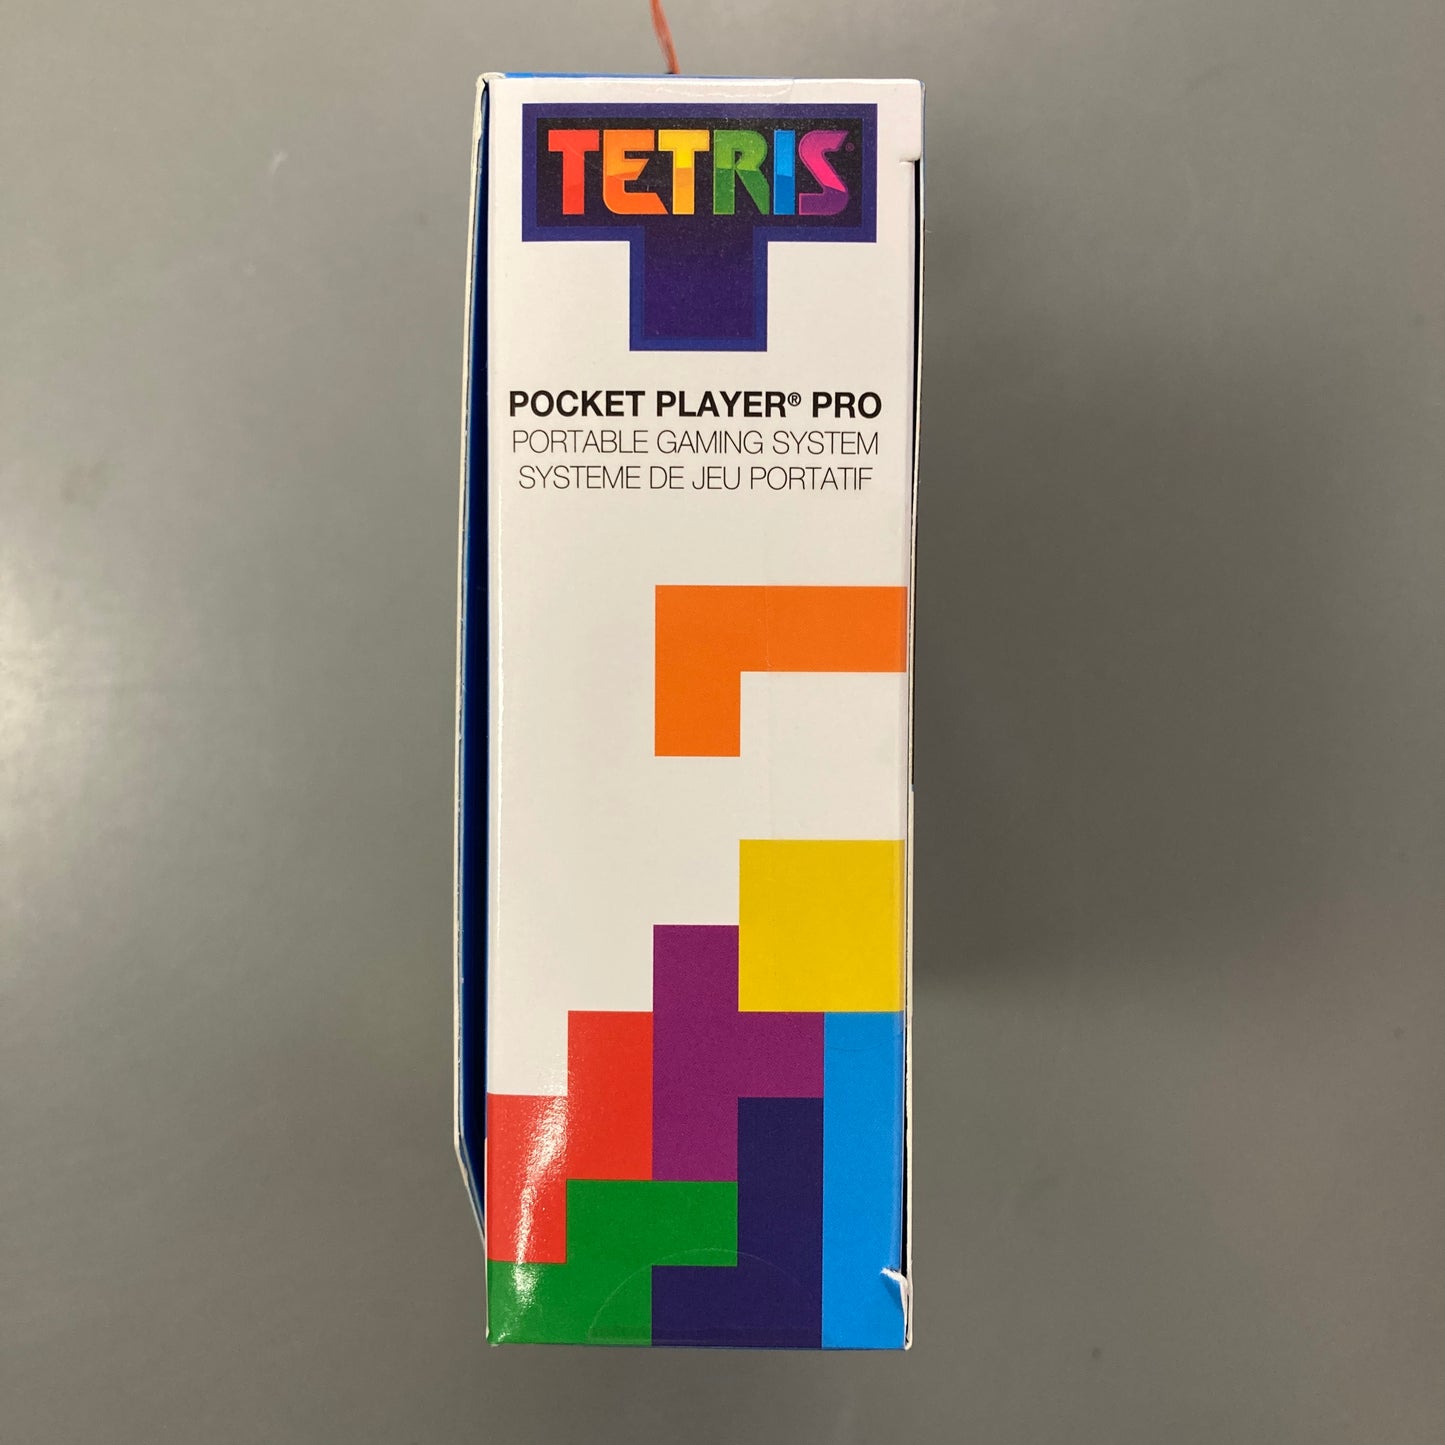 TETRIS®
POCKET PLAYER® PRO
PORTABLE GAMING SYSTEM
SYSTEME DE JEU PORTATIF